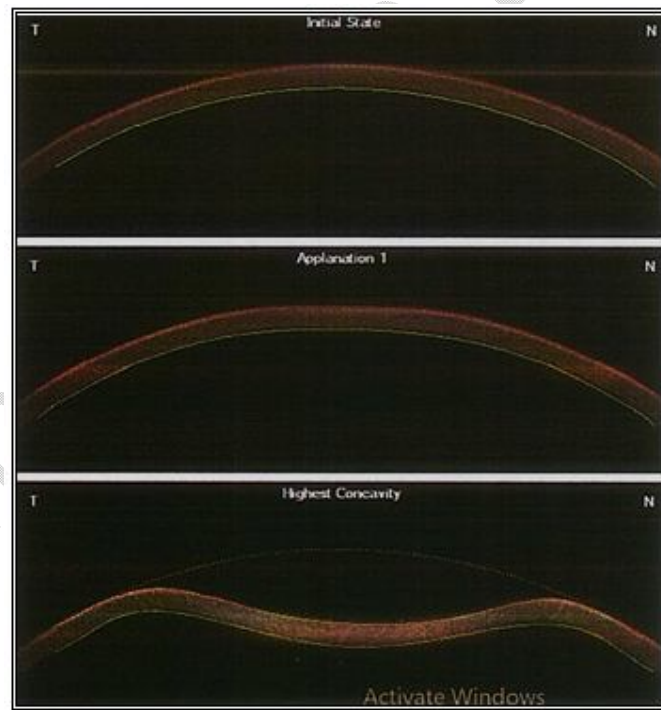 Initial State
T N
Applanation 1
T N
Highest Concavity
T N
Activate Windows